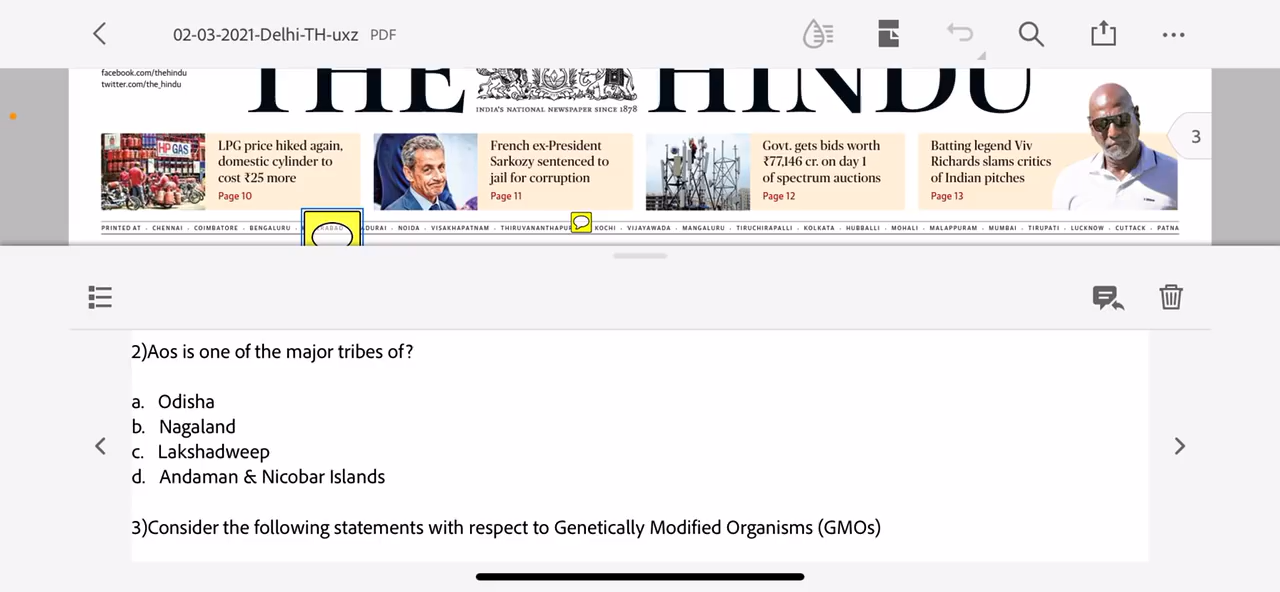 02-03-2021-Delhi-TH-uxz PDF
facebook.com/thehindu
twitter.com/the_hindu
THE HINDU
INDIA'S NATIONAL NEWSPAPER SINCE 1878
3
HP GAS
LPG price hiked again,
domestic cylinder to
cost ₹25 more
Page 10
French ex-President
Sarkozy sentenced to
jail for corruption
Page 11
Govt. gets bids worth
₹77,146 cr. on day 1
of spectrum auctions
Page 12
Batting legend Viv
Richards slams critics
of Indian pitches
Page 13
PRINTED AT • CHENNAI • COIMBATORE • BENGALURU • NOIDA • VISAKHAPATNAM • KOCHI • VIJAYAWADA • MANGALURU • TIRUCHIRAPALLI • KOLKATA • HUBBALLI • MOHALI • MALAPPURAM • MUMBAI • TIRUPATI • LUCKNOW • CUTTACK • PATNA
2)Aos is one of the major tribes of?
a. Odisha
b. Nagaland
c. Lakshadweep
d. Andaman & Nicobar Islands
3)Consider the following statements with respect to Genetically Modified Organisms (GMOs)